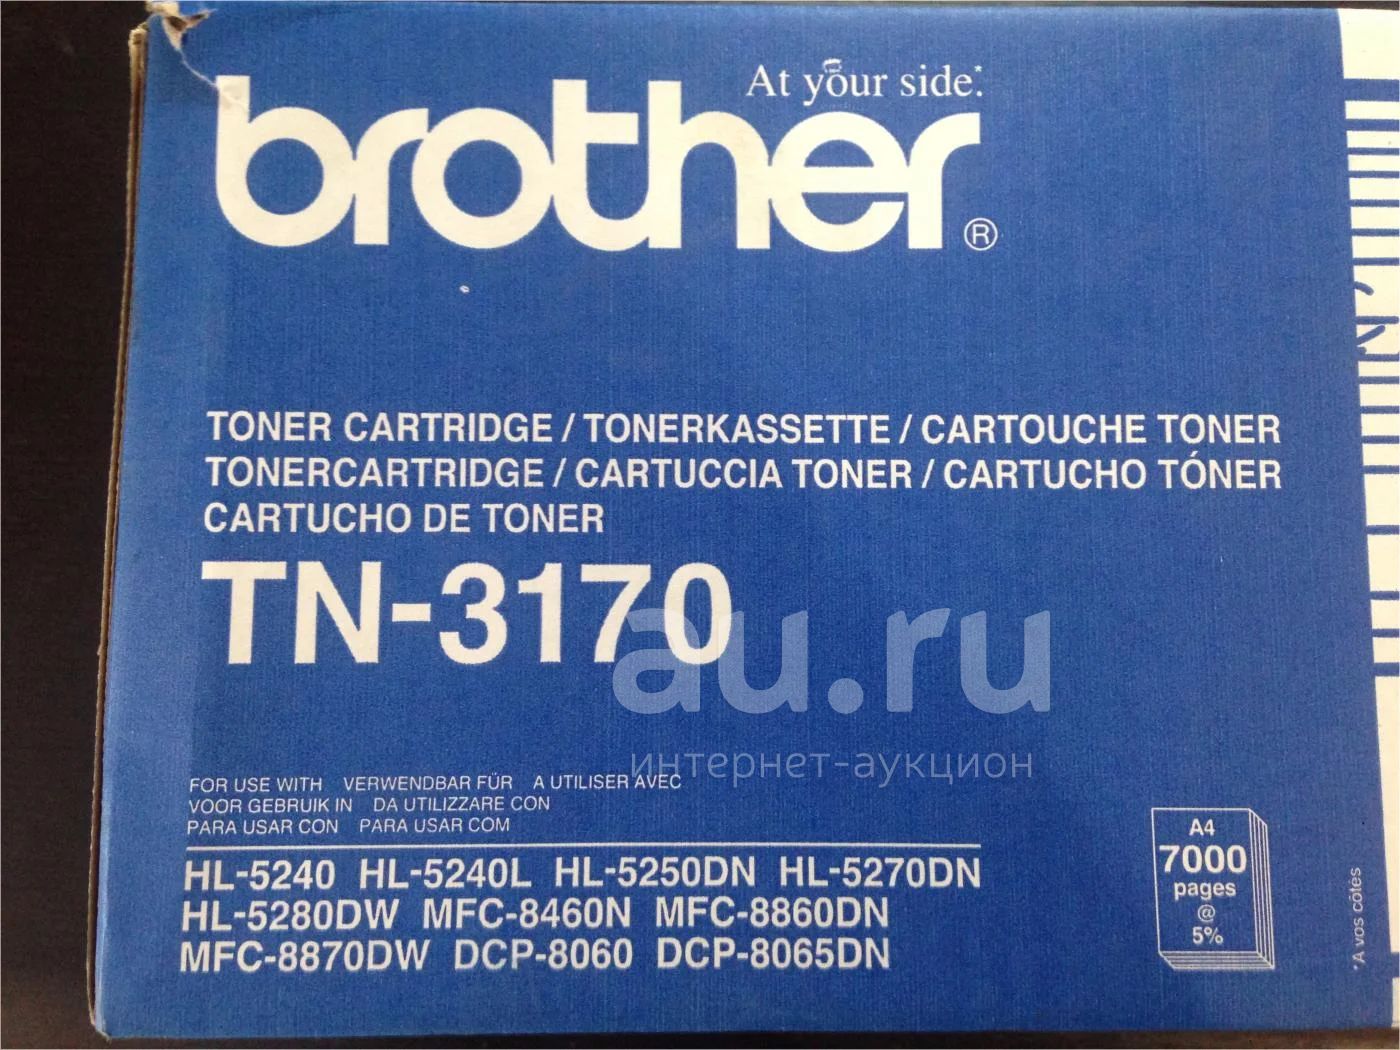 At your side.*
brother®
TONER CARTRIDGE / TONERKASSETTE / CARTOUCHE TONER
TONERCARTRIDGE / CARTUCCIA TONER / CARTUCHO TÓNER
CARTUCHO DE TONER
TN-3170
au.ru
интернет-аукцион
FOR USE WITH VERWENDBAR FÜR A UTILISER AVEC
VOOR GEBRUIK IN DA UTILIZZARE CON
PARA USAR CON PARA USAR COM
HL-5240 HL-5240L HL-5250DN HL-5270DN
HL-5280DW MFC-8460N MFC-8860DN
MFC-8870DW DCP-8060 DCP-8065DN
A4
7000
pages
@
5%
*A vos côtés